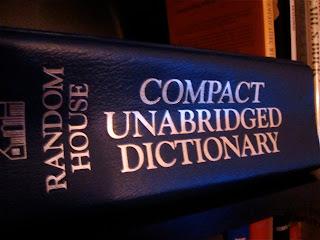 RANDOM
HOUSE
COMPACT
UNABRIDGED
DICTIONARY